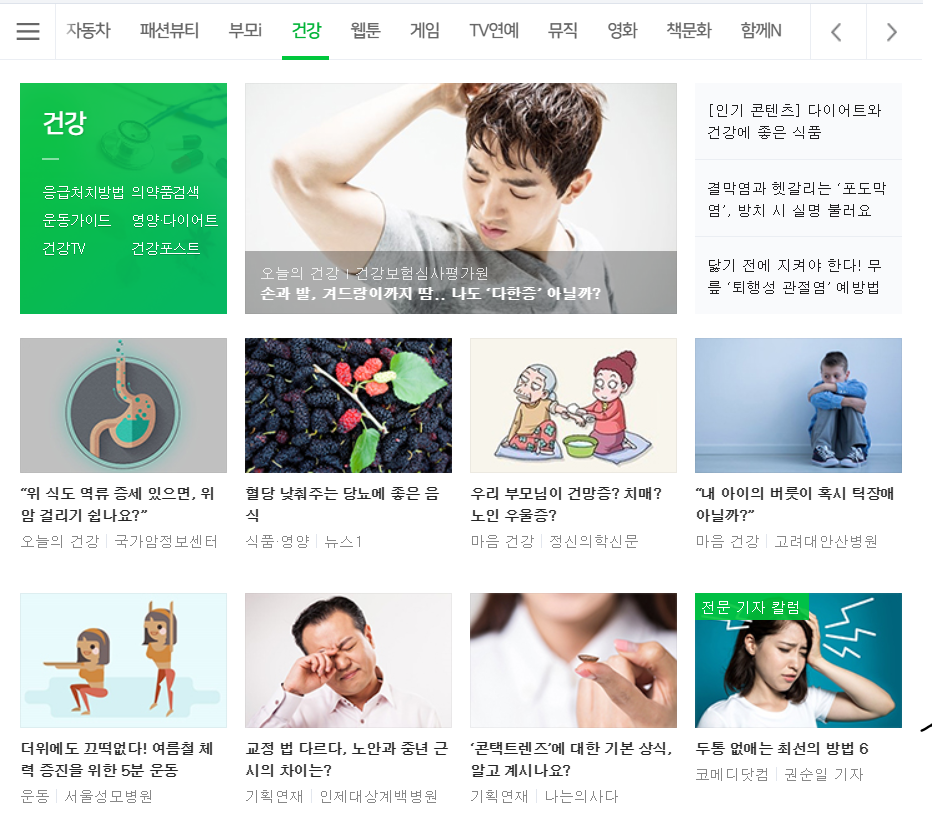 자동차 패션뷰티 부모i 건강 웹툰 게임 TV연예 뮤직 영화 책문화 함께N
건강
응급처치방법 의약품검색
운동가이드 영양·다이어트
건강TV 건강포스트
오늘의 건강 | 건강보험심사평가원
손과 발, 겨드랑이까지 땀.. 나도 ‘다한증’ 아닐까?
[인기 콘텐츠] 다이어트와
건강에 좋은 식품
결막염과 헷갈리는 ‘포도막
염’, 방치 시 실명 불러요
닳기 전에 지켜야 한다! 무
릎 ‘퇴행성 관절염’ 예방법
“위 식도 역류 증세 있으면, 위
암 걸리기 쉽나요?”
오늘의 건강 | 국가암정보센터
혈당 낮춰주는 당뇨에 좋은 음
식
식품·영양 | 뉴스1
우리 부모님이 건망증? 치매?
노인 우울증?
마음 건강 | 정신의학신문
“내 아이의 버릇이 혹시 틱장애
아닐까?”
마음 건강 | 고려대안산병원
더위에도 끄떡없다! 여름철 체
력 증진을 위한 5분 운동
운동 | 서울성모병원
교정 법 다르다, 노안과 중년 근
시의 차이는?
기획연재 | 인제대상계백병원
‘콘택트렌즈’에 대한 기본 상식,
알고 계시나요?
기획연재 | 나는의사다
전문 기자 칼럼
두통 없애는 최선의 방법 6
코메디닷컴 | 권순일 기자